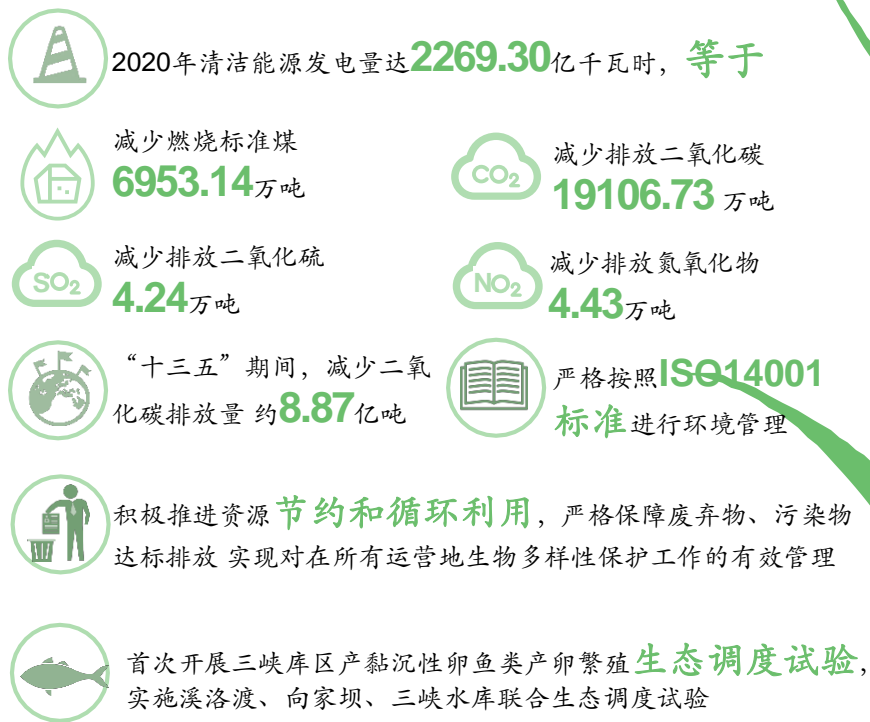 2020年清洁能源发电量达2269.30亿千瓦时，等于
减少燃烧标准煤
6953.14万吨
CO₂
减少排放二氧化碳
19106.73 万吨
SO₂
减少排放二氧化硫
4.24万吨
NO₂
减少排放氮氧化物
4.43万吨
“十三五”期间，减少二氧
化碳排放量 约8.87亿吨
严格按照ISO14001
标准进行环境管理
积极推进资源节约和循环利用，严格保障废弃物、污染物
达标排放 实现对在所有运营地生物多样性保护工作的有效管理
首次开展三峡库区产黏沉性卵鱼类产卵繁殖生态调度试验，
实施溪洛渡、向家坝、三峡水库联合生态调度试验